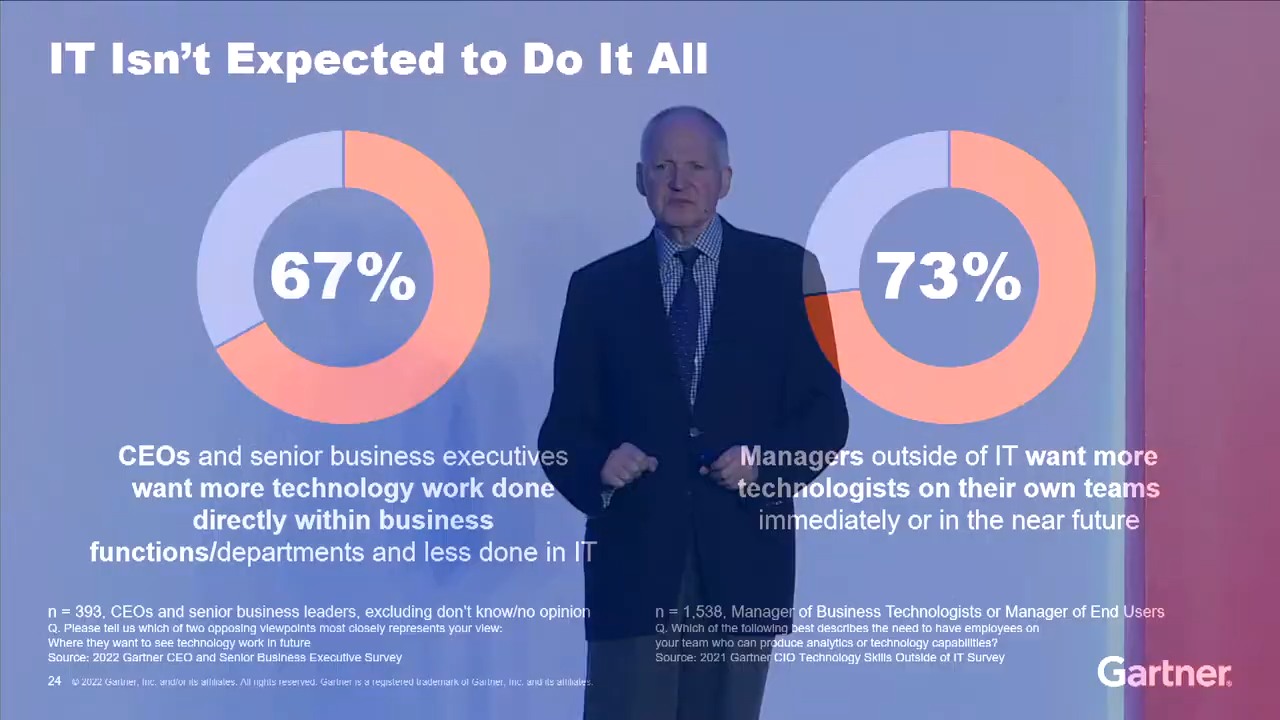 IT Isn't Expected to Do It All
67%
CEOs and senior business executives
want more technology work done
directly within business
functions/departments and less done in IT
n = 393, CEOs and senior business leaders, excluding don't know/no opinion
Q. Please tell us which of two opposing viewpoints most closely represents your view:
Where they want to see technology work in future
Source: 2022 Gartner CEO and Senior Business Executive Survey
73%
Managers outside of IT want more
technologists on their own teams
immediately or in the near future
n = 1,538, Manager of Business Technologists or Manager of End Users
Q. Which of the following best describes the need to have employees on
your team who can produce analytics or technology capabilities?
Source: 2021 Gartner CIO Technology Skills Outside of IT Survey
24 © 2022 Gartner, Inc. and/or its affiliates. All rights reserved. Gartner is a registered trademark of Gartner, Inc. and its affiliates.
Gartner